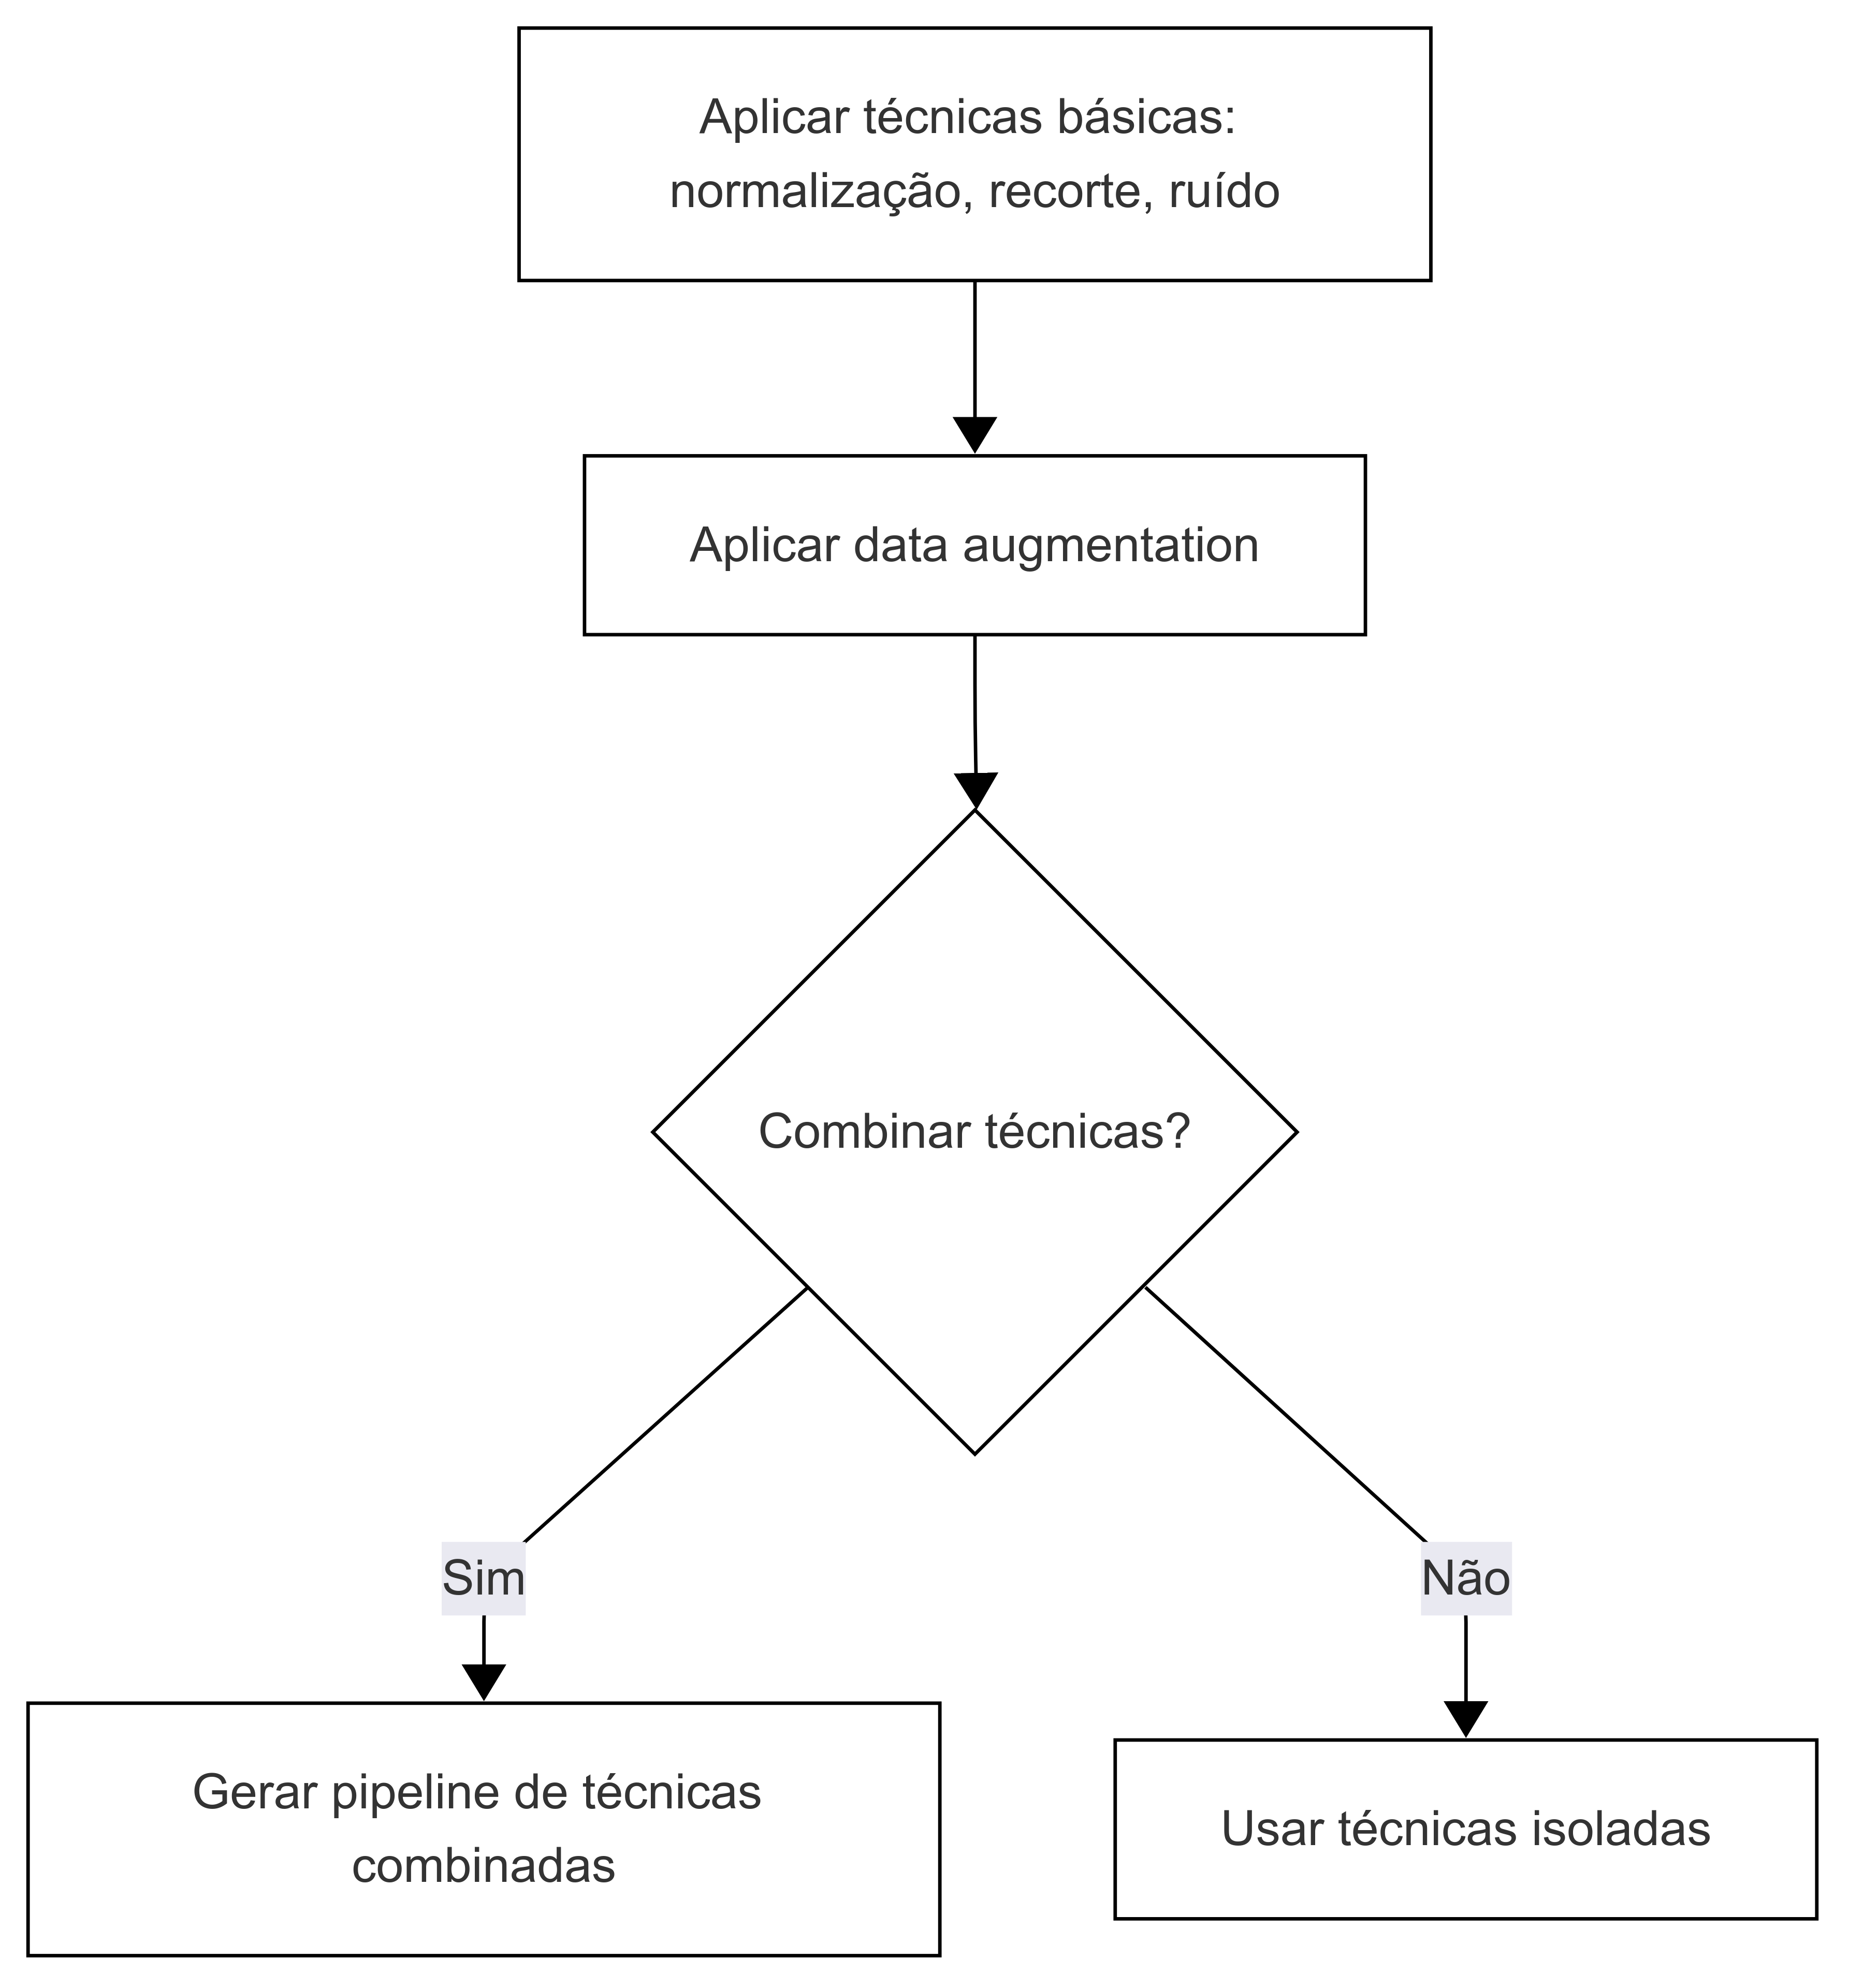 Aplicar técnicas básicas:
normalização, recorte, ruído
Aplicar data augmentation
Combinar técnicas?
Sim
Não
Gerar pipeline de técnicas
combinadas
Usar técnicas isoladas